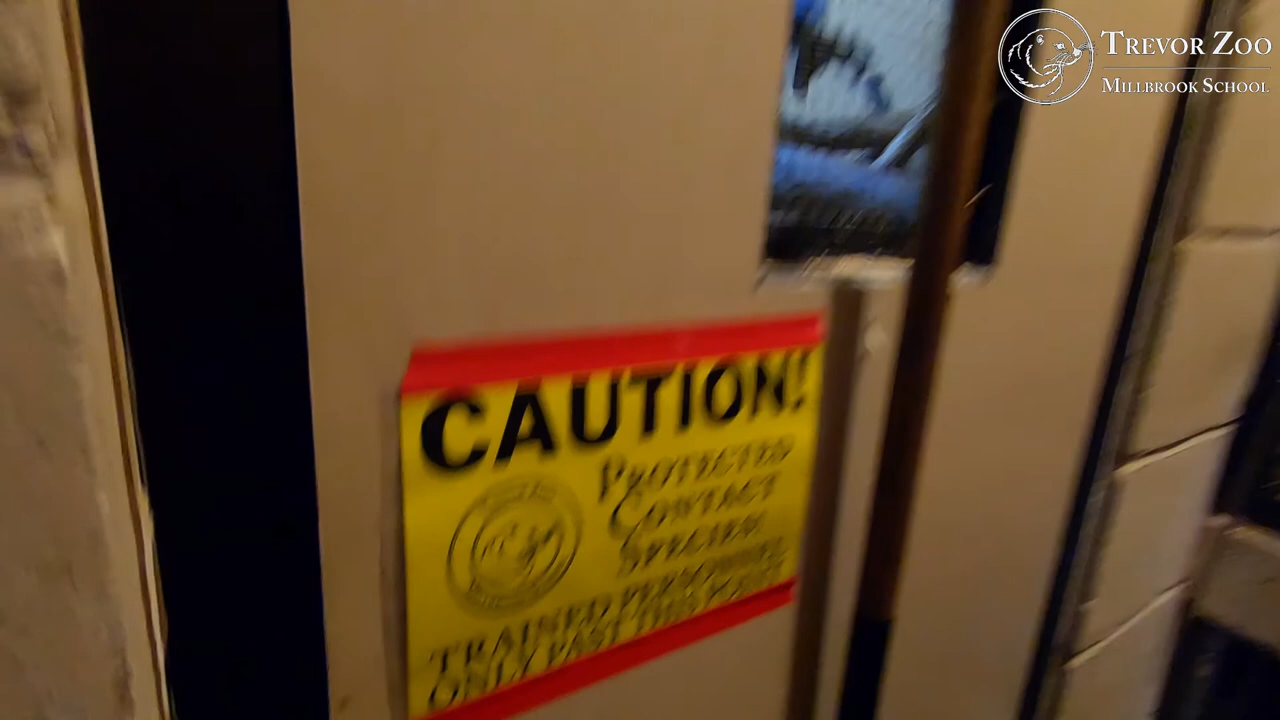 TREVOR ZOO
MILLBROOK SCHOOL
CAUTION!
PROTECTED
CONTACT
SPECIES!
TRAINED PERSONNEL
ONLY PAST THIS POINT